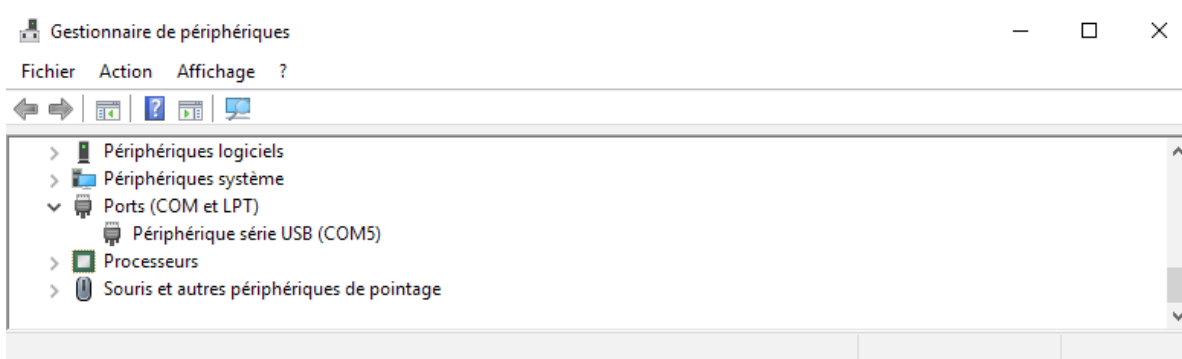 Gestionnaire de périphériques
Fichier Action Affichage ?
Périphériques logiciels
Périphériques système
Ports (COM et LPT)
Périphérique série USB (COM5)
Processeurs
Souris et autres périphériques de pointage